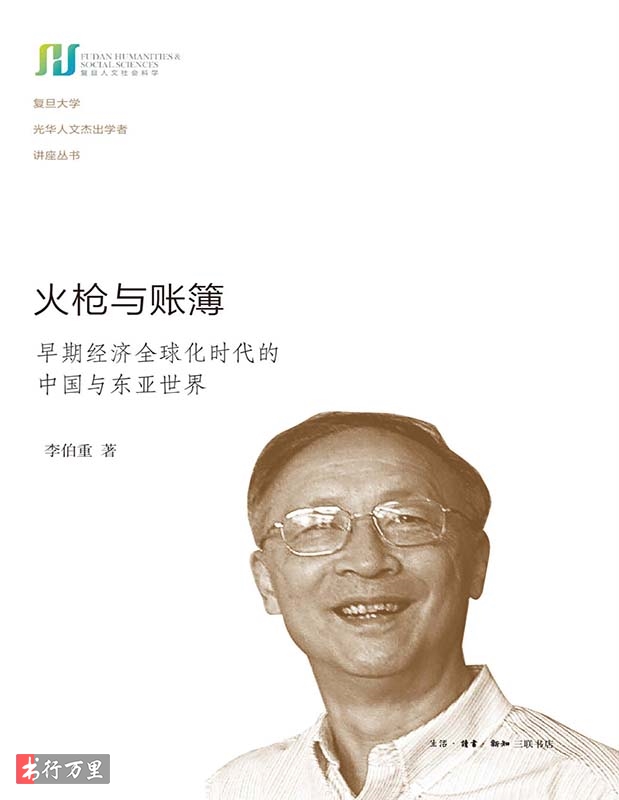 FUDAN HUMANITIES &
SOCIAL SCIENCES
复旦人文社会科学
复旦大学
光华人文杰出学者
讲座丛书
火枪与账簿
早期经济全球化时代的
中国与东亚世界
李伯重 著
生活·讀書·新知 三联书店
书行万里